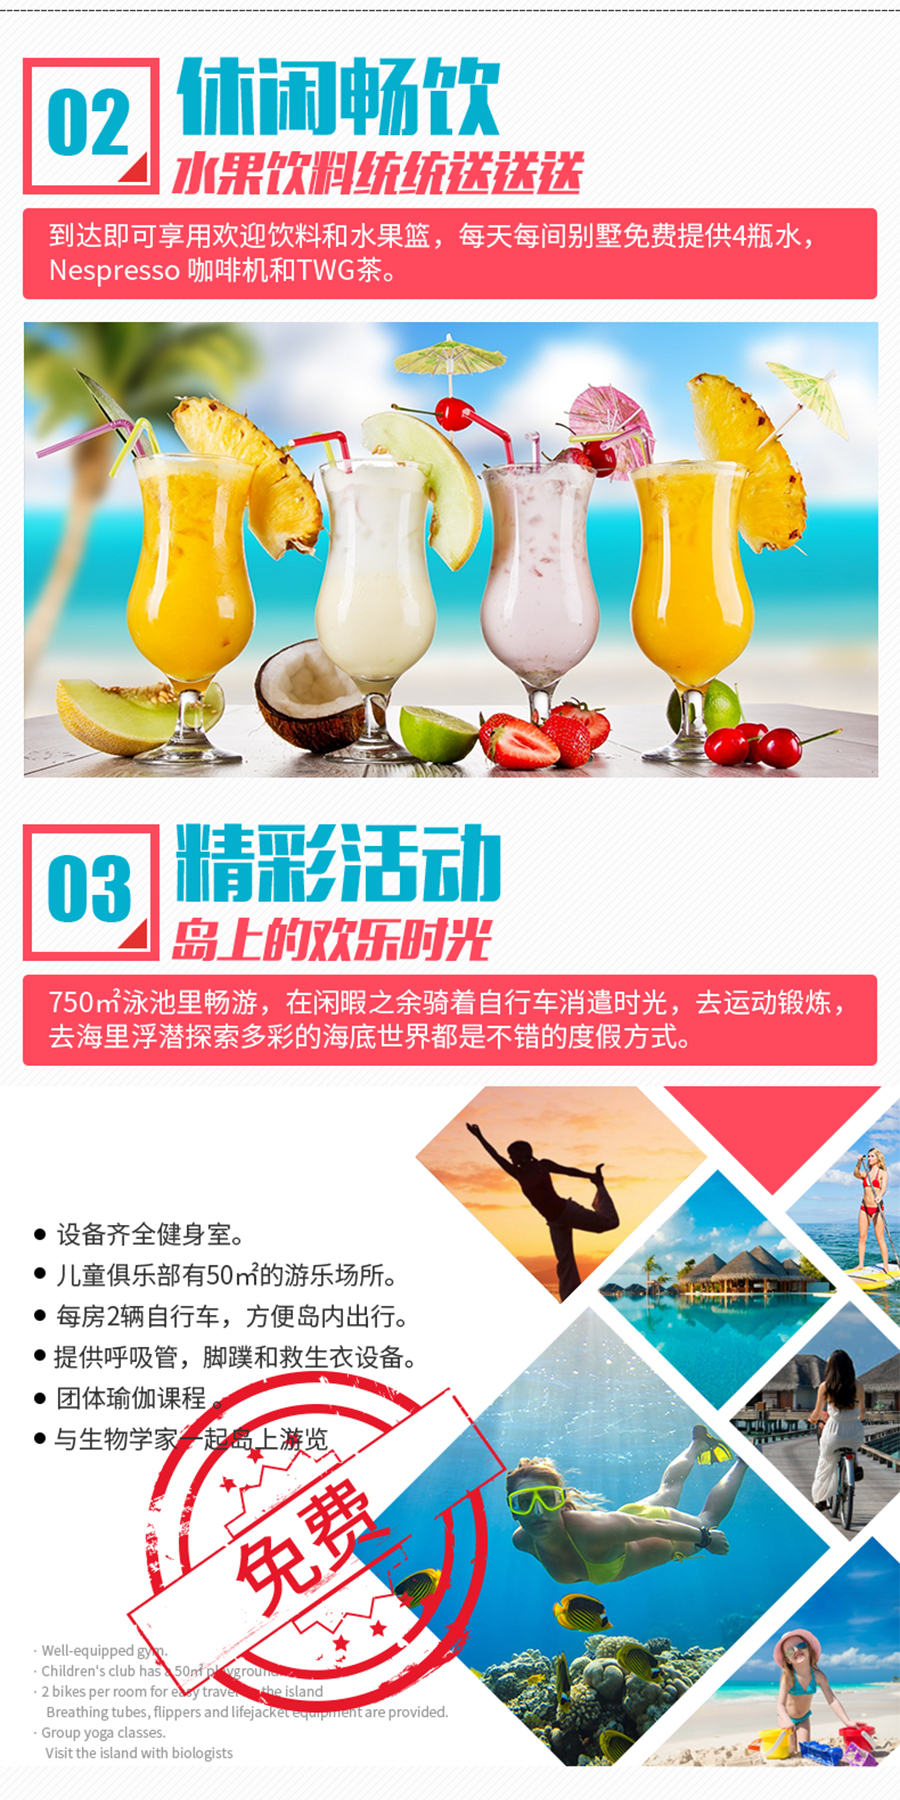 02
休闲畅饮
水果饮料统统送送送
到达即可享用欢迎饮料和水果篮，每天每间别墅免费提供4瓶水，
Nespresso 咖啡机和TWG茶。
03
精彩活动
岛上的欢乐时光
750㎡泳池里畅游，在闲暇之余骑着自行车消遣时光，去运动锻炼，
去海里浮潜探索多彩的海底世界都是不错的度假方式。
● 设备齐全健身室。
● 儿童俱乐部有50㎡的游乐场所。
● 每房2辆自行车，方便岛内出行。
● 提供呼吸管，脚蹼和救生衣设备。
● 团体瑜伽课程 。
● 与生物学家一起岛上游览
免费
· Well-equipped gym.
· Children's club has a 50㎡ playground
· 2 bikes per room for easy travel the island
Breathing tubes, flippers and lifejacket equipment are provided.
· Group yoga classes.
Visit the island with biologists